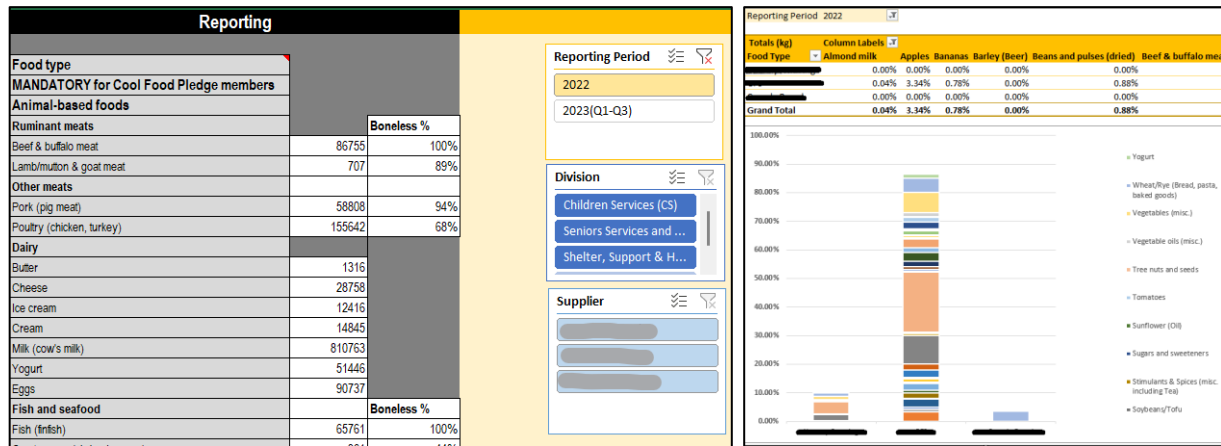 Reporting
Food type
MANDATORY for Cool Food Pledge members
Animal-based foods
Ruminant meats Boneless %
Beef & buffalo meat 86755 100%
Lamb/mutton & goat meat 707 89%
Other meats
Pork (pig meat) 58808 94%
Poultry (chicken, turkey) 155642 68%
Dairy
Butter 1316
Cheese 28758
Ice cream 12416
Cream 14845
Milk (cow's milk) 810763
Yogurt 51446
Eggs 90737
Fish and seafood Boneless %
Fish (finfish) 65761 100%
Reporting Period
2022
2023(Q1-Q3)
Division
Children Services (CS)
Seniors Services and ...
Shelter, Support & H...
Supplier
Reporting Period 2022
Totals (kg) Column Labels
Food Type Almond milk Apples Bananas Barley (Beer) Beans and pulses (dried) Beef & buffalo mea
0.00% 0.00% 0.00% 0.00% 0.00%
0.04% 3.34% 0.78% 0.00% 0.88%
0.00% 0.00% 0.00% 0.00% 0.00%
Grand Total 0.04% 3.34% 0.78% 0.00% 0.88%
100.00%
90.00%
80.00%
70.00%
60.00%
50.00%
40.00%
30.00%
20.00%
10.00%
0.00%
Yogurt
Wheat/Rye (Bread, pasta,
baked goods)
Vegetables (misc.)
Vegetable oils (misc.)
Tree nuts and seeds
Tomatoes
Sunflower (Oil)
Sugars and sweeteners
Stimulants & Spices (misc.
including Tea)
Soybeans/Tofu